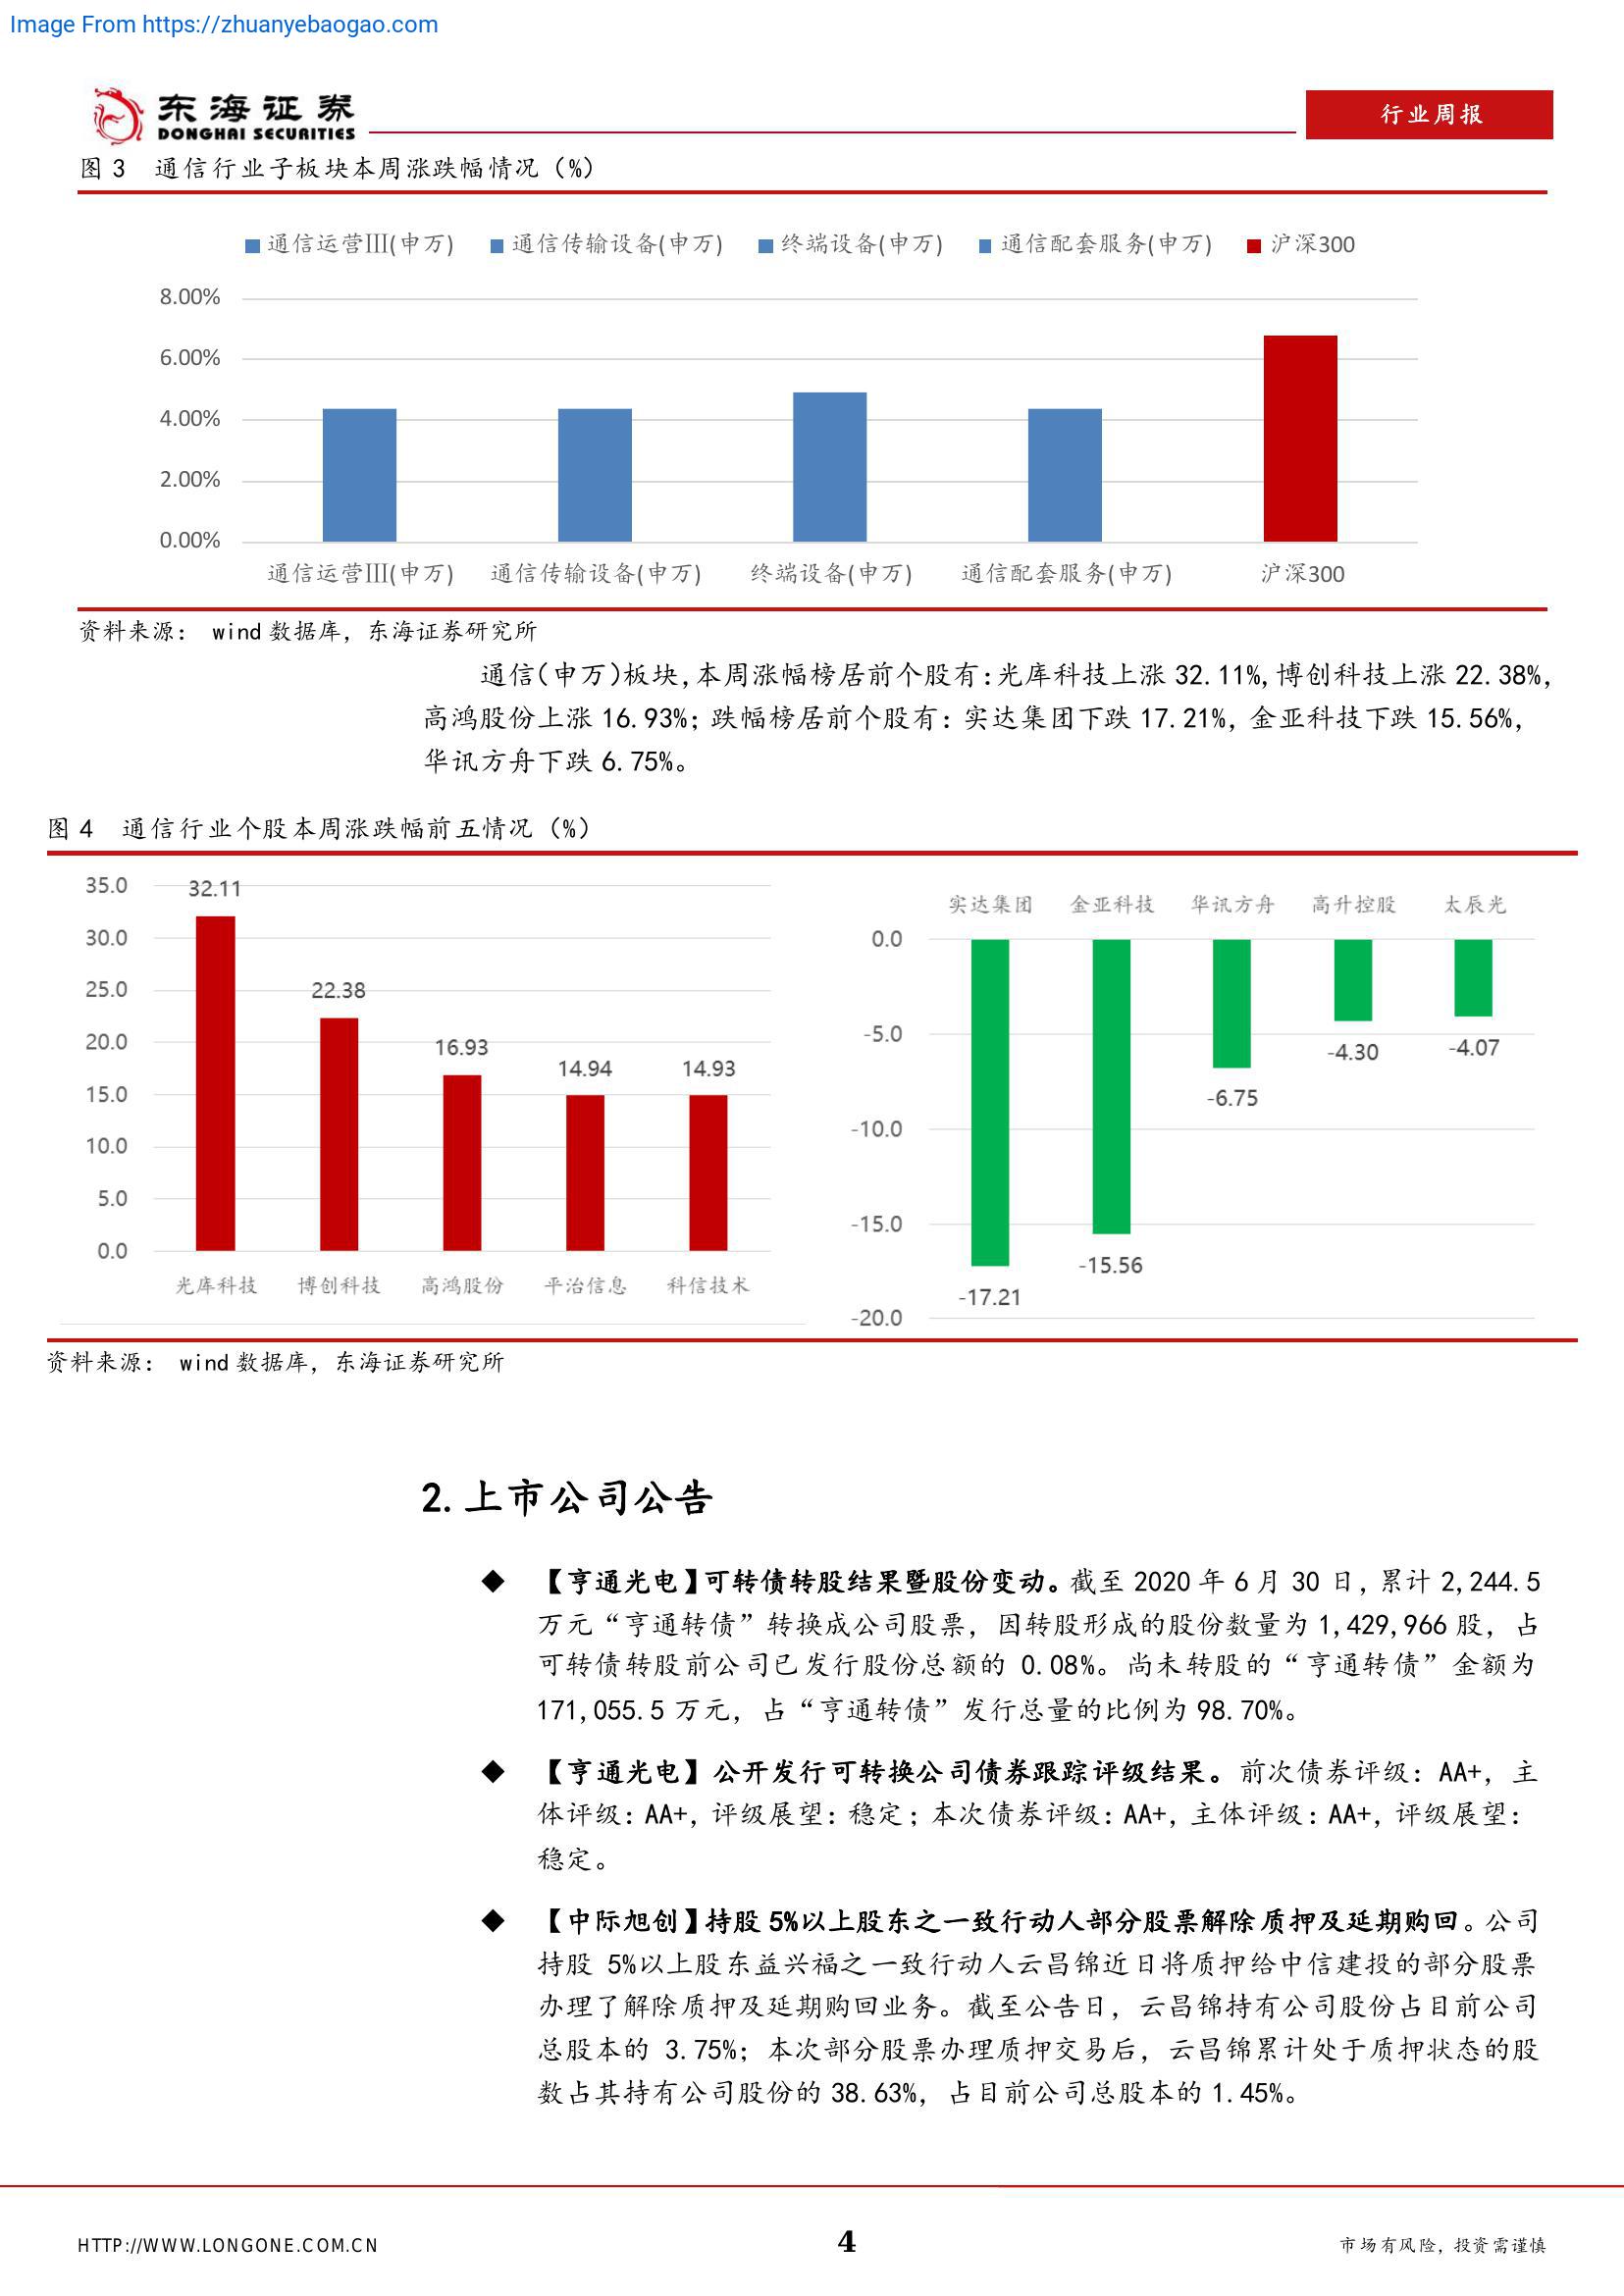 Image From https://zhuanyebaogao.com
东海证券
DONGHAI SECURITIES
行业周报
图 3 通信行业子板块本周涨跌幅情况（%）
通信运营III(申万) 通信传输设备(申万) 终端设备(申万) 通信配套服务(申万) 沪深300
8.00%
6.00%
4.00%
2.00%
0.00%
通信运营III(申万) 通信传输设备(申万) 终端设备(申万) 通信配套服务(申万) 沪深300
资料来源： wind 数据库，东海证券研究所
通信（申万）板块，本周涨幅榜居前个股有：光库科技上涨 32.11%，博创科技上涨 22.38%，
高鸿股份上涨 16.93%；跌幅榜居前个股有：实达集团下跌 17.21%，金亚科技下跌 15.56%，
华讯方舟下跌 6.75%。
图 4 通信行业个股本周涨跌幅前五情况（%）
35.0
30.0
25.0
20.0
15.0
10.0
5.0
0.0
32.11
22.38
16.93
14.94
14.93
光库科技 博创科技 高鸿股份 平治信息 科信技术
实达集团 金亚科技 华讯方舟 高升控股 太辰光
0.0
-5.0
-10.0
-15.0
-20.0
-17.21
-15.56
-6.75
-4.30
-4.07
资料来源： wind 数据库，东海证券研究所
2.上市公司公告
◆ 【亨通光电】可转债转股结果暨股份变动。截至 2020 年 6 月 30 日，累计 2,244.5
万元“亨通转债”转换成公司股票，因转股形成的股份数量为 1,429,966 股，占
可转债转股前公司已发行股份总额的 0.08%。尚未转股的“亨通转债”金额为
171,055.5 万元，占“亨通转债”发行总量的比例为 98.70%。
◆ 【亨通光电】公开发行可转换公司债券跟踪评级结果。前次债券评级：AA+，主
体评级：AA+，评级展望：稳定；本次债券评级：AA+，主体评级：AA+，评级展望：
稳定。
◆ 【中际旭创】持股 5%以上股东之一致行动人部分股票解除质押及延期购回。公司
持股 5%以上股东益兴福之一致行动人云昌锦近日将质押给中信建投的部分股票
办理了解除质押及延期购回业务。截至公告日，云昌锦持有公司股份占目前公司
总股本的 3.75%；本次部分股票办理质押交易后，云昌锦累计处于质押状态的股
数占其持有公司股份的 38.63%，占目前公司总股本的 1.45%。
HTTP://WWW.LONGONE.COM.CN
4
市场有风险，投资需谨慎